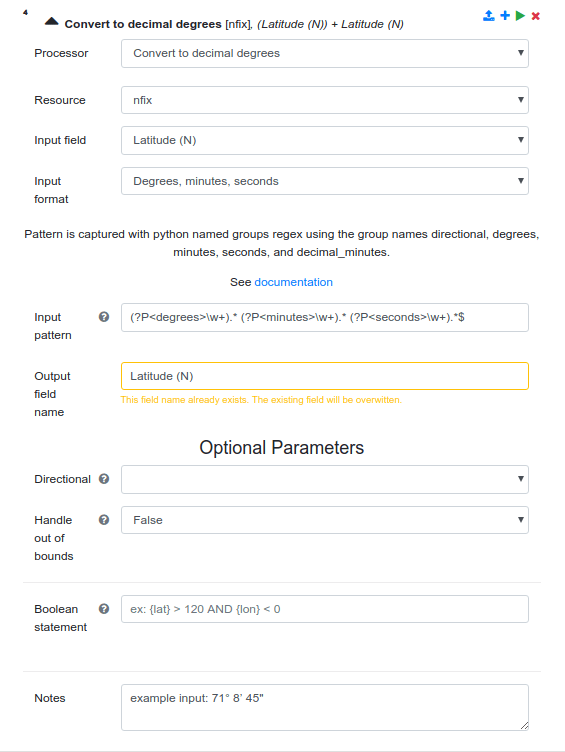 4
Convert to decimal degrees [nfix], (Latitude (N)) + Latitude (N)
Processor
Convert to decimal degrees
Resource
nfix
Input field
Latitude (N)
Input
format
Degrees, minutes, seconds
Pattern is captured with python named groups regex using the group names directional, degrees,
minutes, seconds, and decimal_minutes.
See documentation
Input
pattern
(?P<degrees>\w+).* (?P<minutes>\w+).* (?P<seconds>\w+).*$
Output
field
name
Latitude (N)
This field name already exists. The existing field will be overwitten.
Optional Parameters
Directional
Handle
out of
bounds
False
Boolean
statement
ex: {lat} > 120 AND {lon} < 0
Notes
example input: 71° 8' 45"